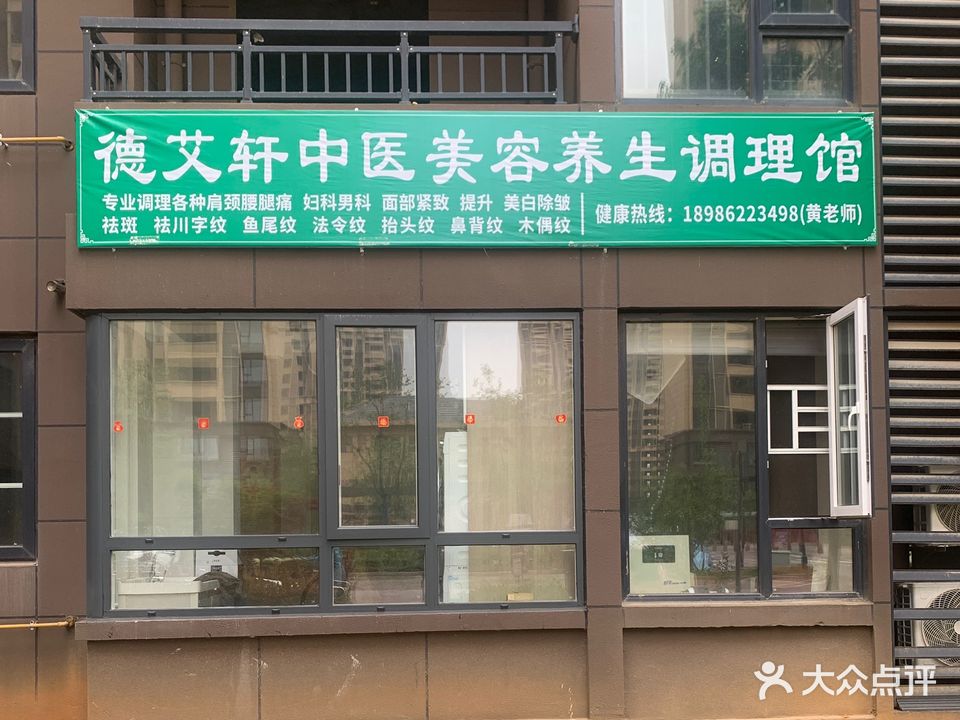 德艾轩中医美容养生调理馆
专业调理各种肩颈腰腿痛 妇科男科 面部紧致 提升 美白除皱
祛斑 祛川字纹 鱼尾纹 法令纹 抬头纹 鼻背纹 木偶纹
健康热线：18986223498(黄老师)
大众点评